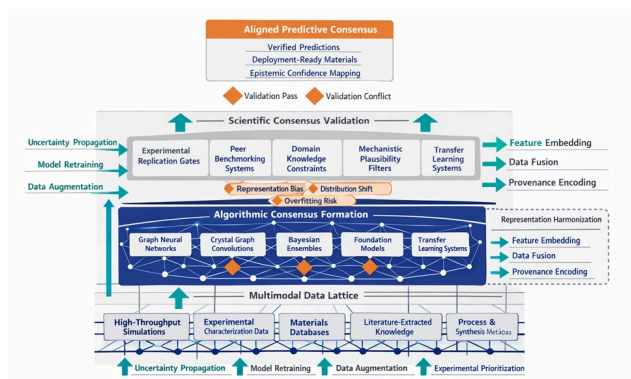 Aligned Predictive Consensus
Verified Predictions
Deployment-Ready Materials
Epistemic Confidence Mapping
Validation Pass
Validation Conflict
Scientific Consensus Validation
Uncertainty Propagation
Model Retraining
Data Augmentation
Experimental
Replication Gates
Peer
Benchmorking
Systems
Domain
Knowledge
Constraints
Mechanistic
Plausibility
Filters
Transfer
Learning
Systems
Feature Embedding
Data Fusion
Provenance Encoding
Representation Bias
Distribution Shift
Overfitting Risk
Algorithmic Consensus Formation
Graph Neural
Networks
Crystal Graph
Convolutions
Bayesian
Ensembles
Foundation
Models
Transfer
Learning Systems
Representation Harmonization
Feature Embedding
Data Fusion
Provenance Encoding
Multimodal Data Lattice
High-Throughput
Simulations
Experimental
Characterization Data
Materials
Databases
Literature-Extracted
Knowledge
Process &
Synthesis
Uncertainty Propagation
Model Retraining
Data Augmentation
Experimental Prioritization